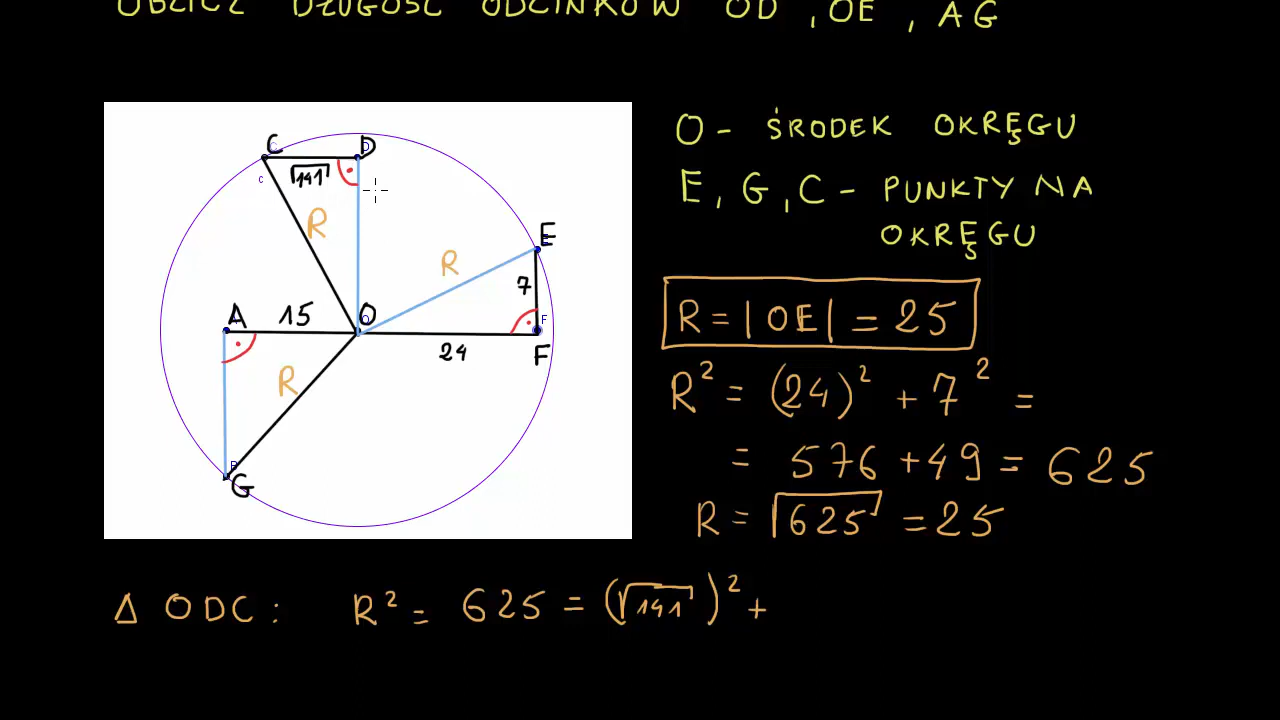 OBLICZ DŁUGOŚĆ ODCINKÓW OD , OE , AG
C D
√141
c
R
E
R
7
A 15 O
F
24 F
R
G
O - ŚRODEK OKRĘGU
E, G, C - PUNKTY NA
OKRĘGU
R = |OE| = 25
R² = (24)² + 7² =
= 576 + 49 = 625
R = √625 = 25
Δ ODC : R² = 625 = (√141)² +